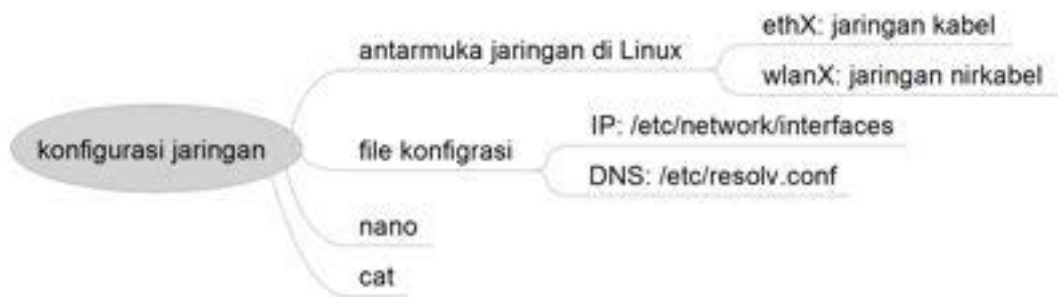 konfigurasi jaringan
antarmuka jaringan di Linux
ethX: jaringan kabel
wlanX: jaringan nirkabel
file konfigrasi
IP: /etc/network/interfaces
DNS: /etc/resolv.conf
nano
cat